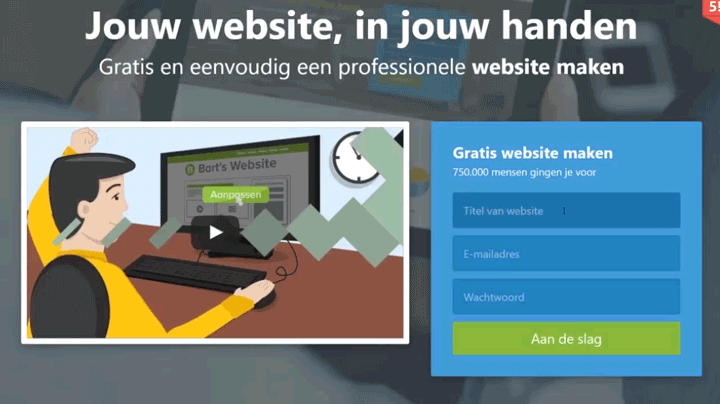 Jouw website, in jouw handen
Gratis en eenvoudig een professionele website maken
Bart's Website
Aanpassen
Gratis website maken
750.000 mensen gingen je voor
Titel van website
E-mailadres
Wachtwoord
Aan de slag